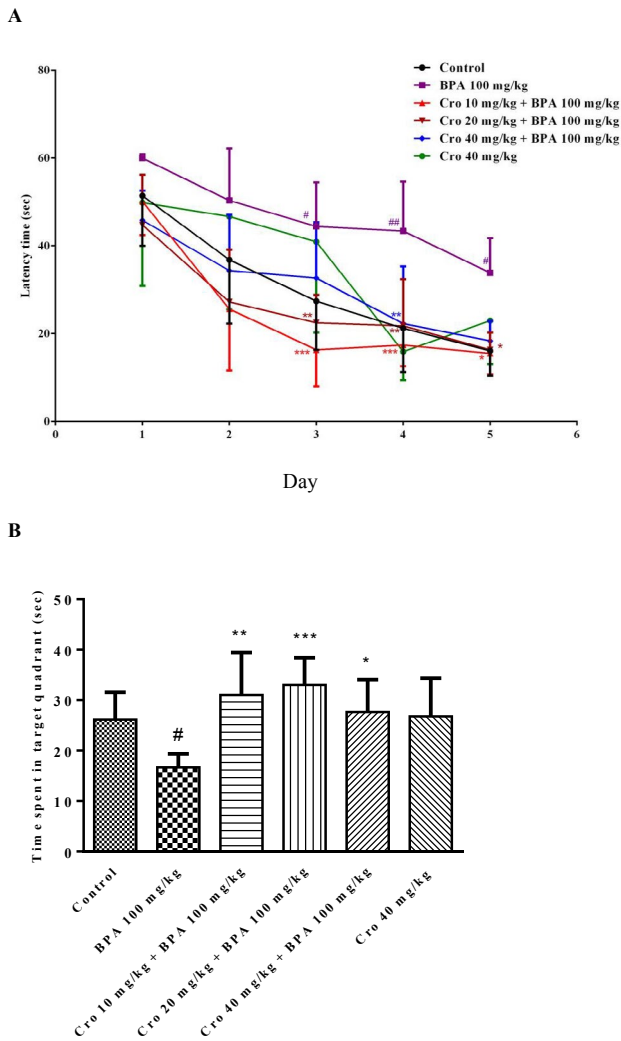 A
80
60
40
20
0
Latency time (sec)
Control
BPA 100 mg/kg
Cro 10 mg/kg + BPA 100 mg/kg
Cro 20 mg/kg + BPA 100 mg/kg
Cro 40 mg/kg + BPA 100 mg/kg
Cro 40 mg/kg
#
##
#
**
***
**
**
***
*
*
0 1 2 3 4 5 6
Day
B
Time spent in target quadrant (sec)
50
40
30
20
10
0
#
**
***
*
Control
BPA 100 mg/kg
Cro 10 mg/kg + BPA 100 mg/kg
Cro 20 mg/kg + BPA 100 mg/kg
Cro 40 mg/kg + BPA 100 mg/kg
Cro 40 mg/kg